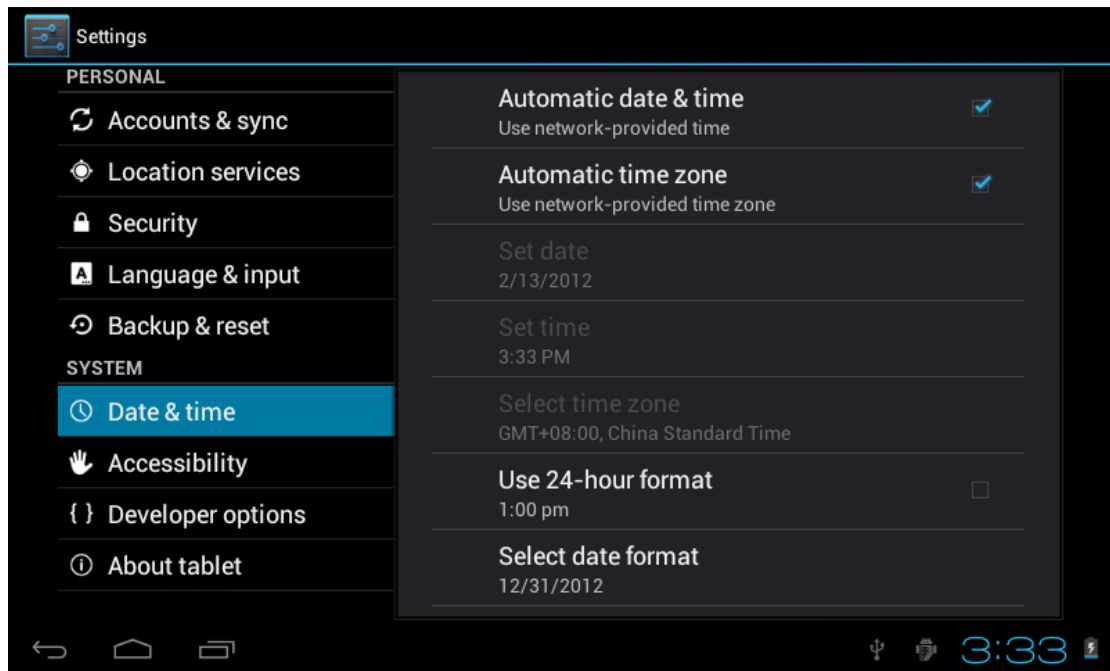 Settings
PERSONAL
Accounts & sync
Location services
Security
Language & input
Backup & reset
SYSTEM
Date & time
Accessibility
{ } Developer options
About tablet
Automatic date & time
Use network-provided time
Automatic time zone
Use network-provided time zone
Set date
2/13/2012
Set time
3:33 PM
Select time zone
GMT+08:00, China Standard Time
Use 24-hour format
1:00 pm
Select date format
12/31/2012
3:33